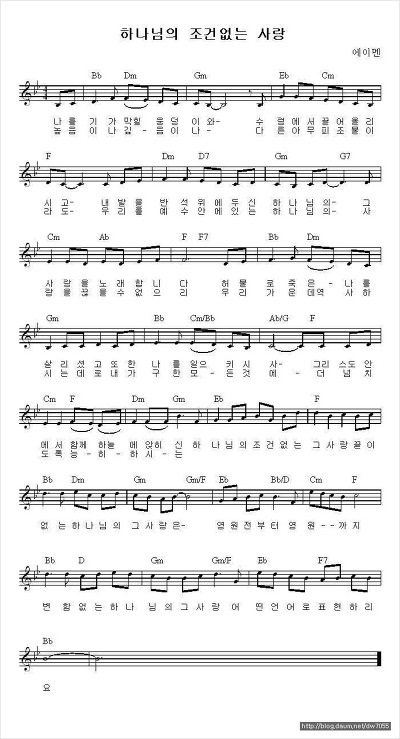 하나님의 조건없는 사랑
에이멘
Bb Dm Gm Eb Cm
나를 기가 막힐 웅덩이 와- 수렁에서 끌어올리
높음이나 깊-음이나- 다른아무피조물이
F Dm D7 Gm G7
시고- 내발을 반석위에두신 하나님의-그
라도- 우리를 예수안에있는 하나님의-사
Cm Ab F F7 Bb Dm
사랑을노래합니다 허물로죽은-나를
랑을끊을수없으리 우리가운데역사하
Gm Bb Cm/Bb Ab/G F
살리셨고또한나를일으키시사-그리스도안
시는대로내가구한모-든것에-더넘치
Cm F Cm F Cm F Bb Gm Eb F
에서함께하늘에앉히신하나님의조건없는그사랑끝이
도록능히-하시는
Bb Dm Gm Gm/F Eb Bb/D Cm F
없는하나님의그사랑은-영원전부터영원--까지
Bb D Gm Gm/F Eb Bb F7
변함없는하나님의그사랑어떤언어로표현하리
Bb
요
http://blog.daum.net/dw7055